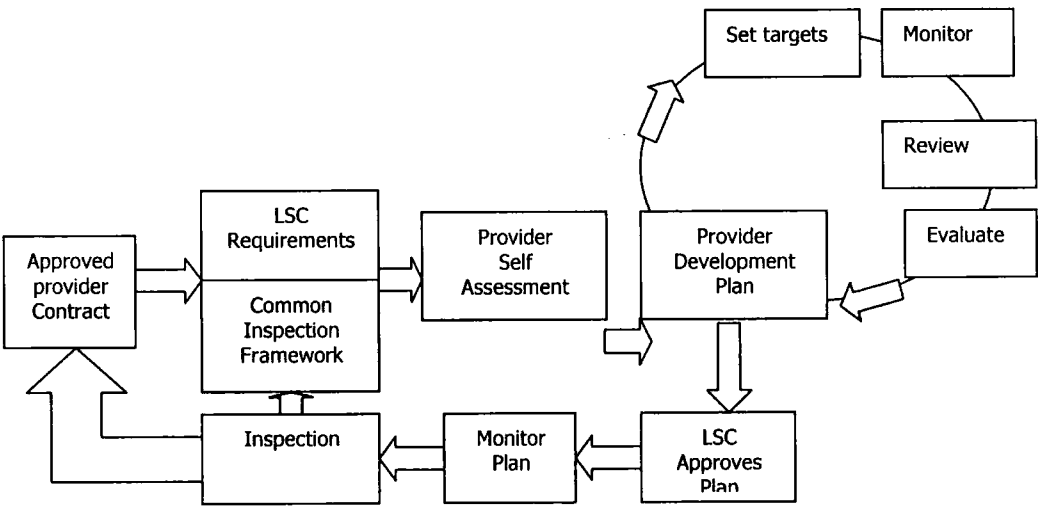 Set targets
Monitor
Review
Evaluate
LSC
Requirements
Approved
provider
Contract
Common
Inspection
Framework
Provider
Self
Assessment
Provider
Development
Plan
Inspection
Monitor
Plan
LSC
Approves
Plan